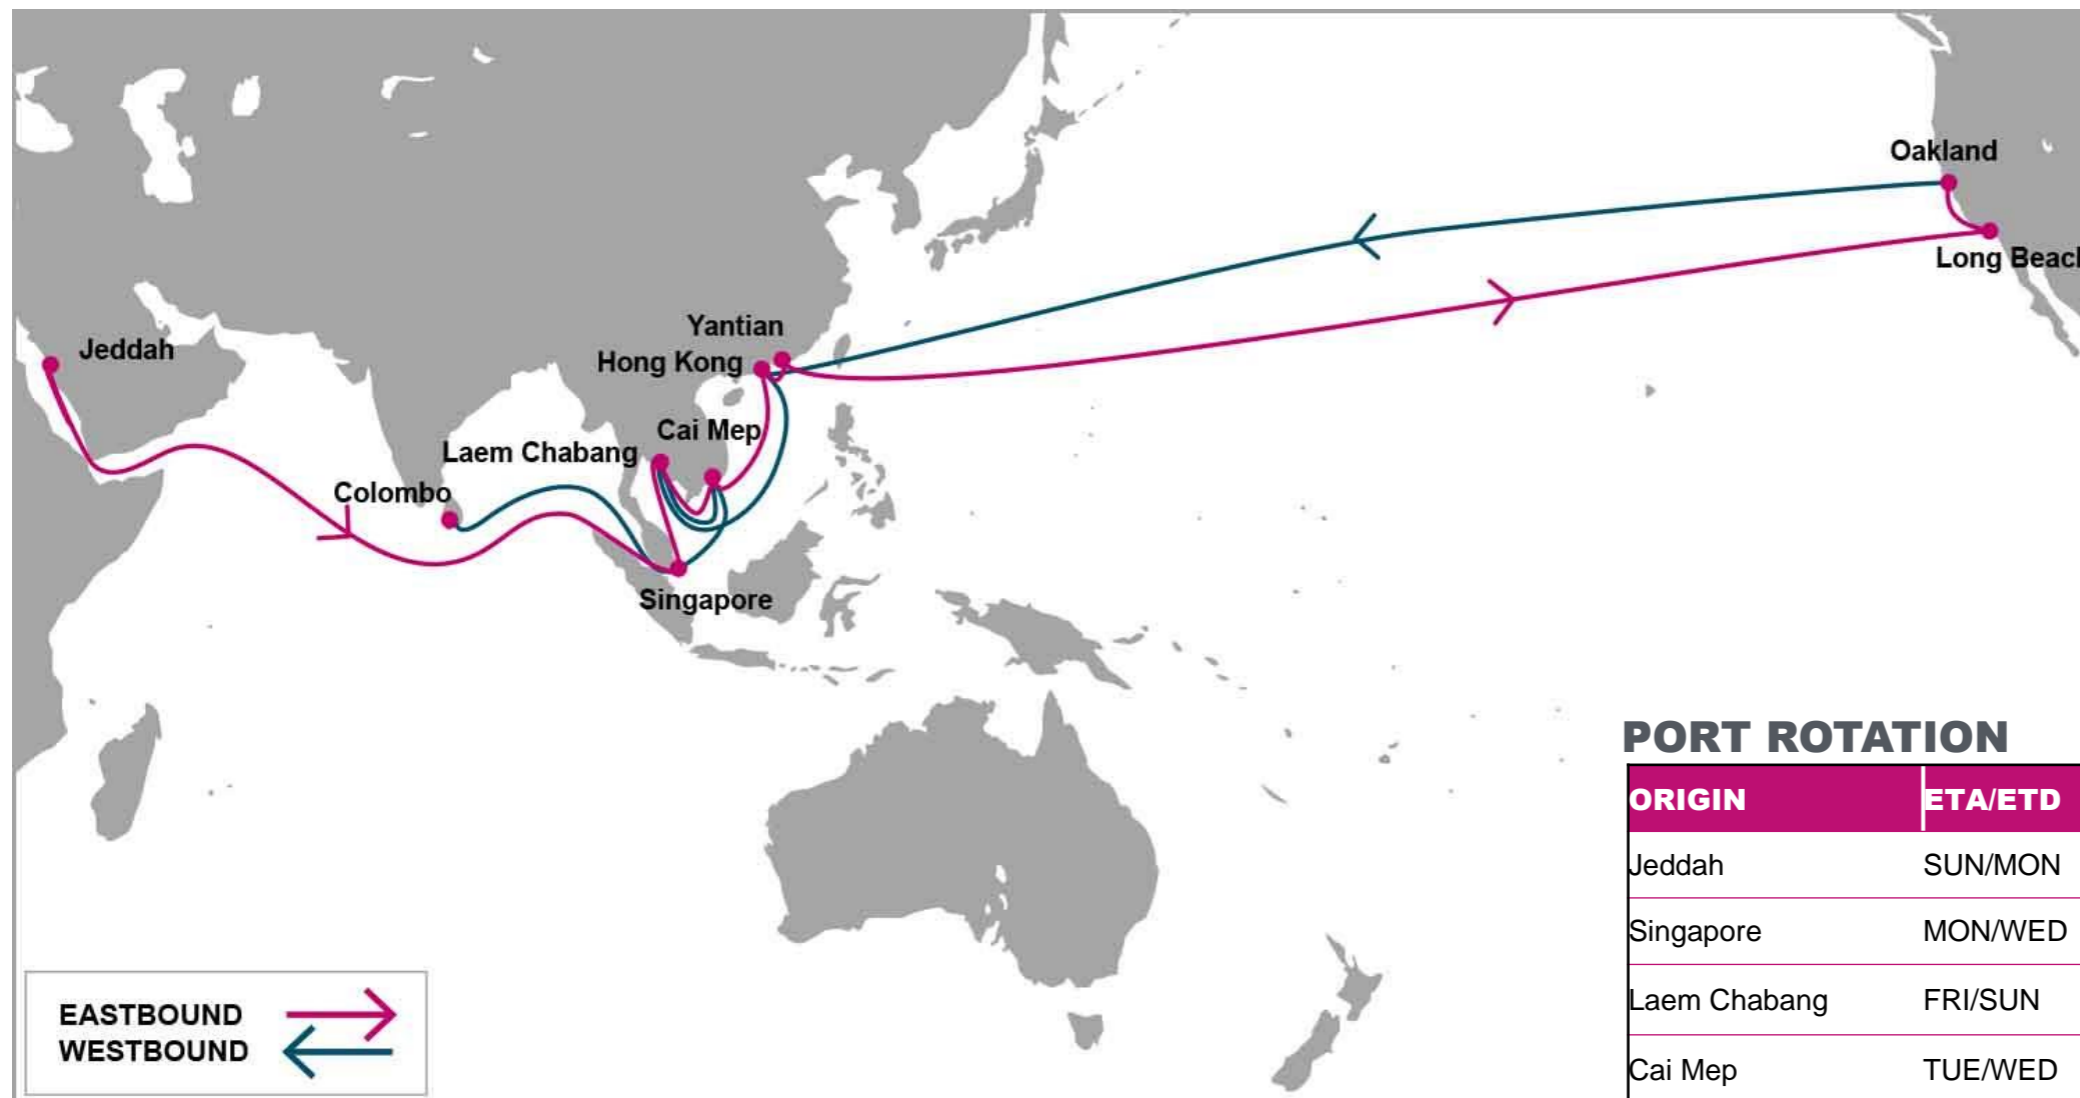 Oakland
Long Beach
Yantian
Jeddah
Hong Kong
Cai Mep
Laem Chabang
Colombo
Singapore
PORT ROTATION
ORIGIN ETA/ETD
Jeddah SUN/MON
Singapore MON/WED
Laem Chabang FRI/SUN
Cai Mep TUE/WED
EASTBOUND
WESTBOUND